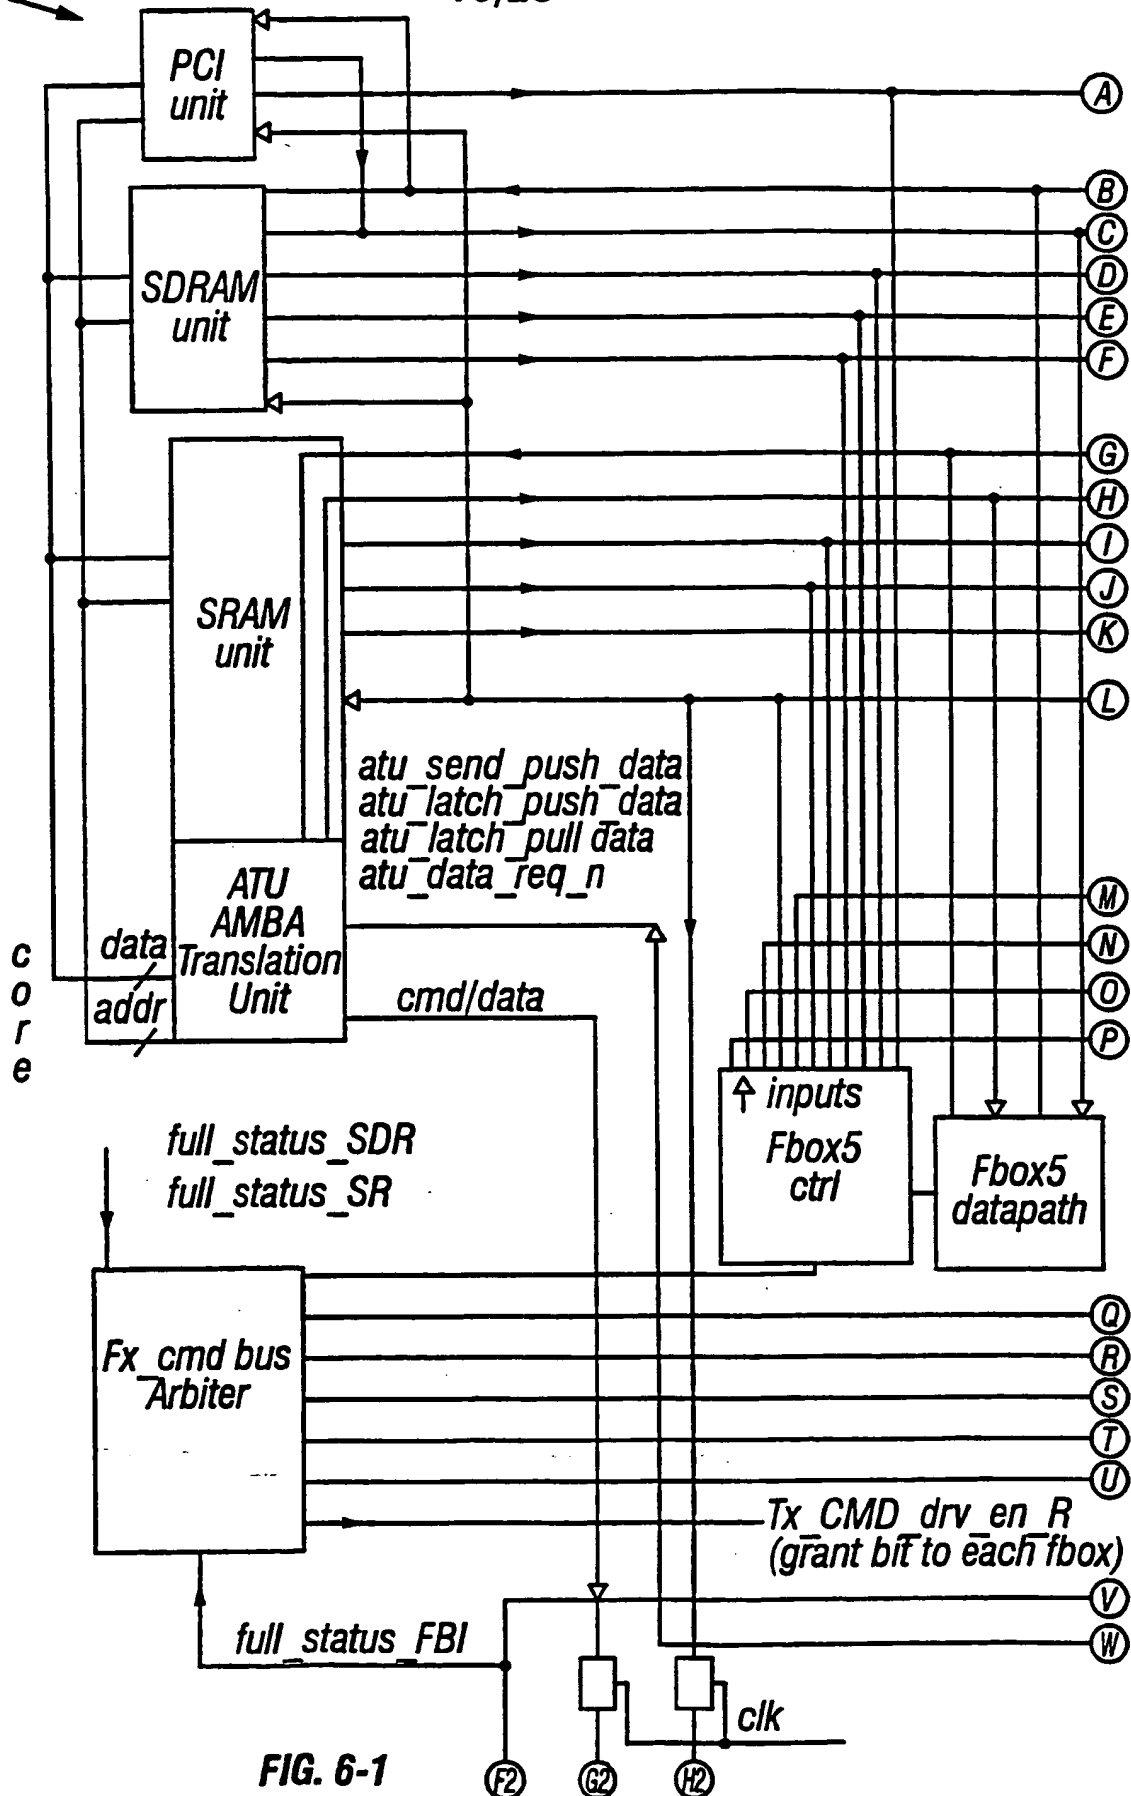 PCI
unit
A
B
C
SDRAM
unit
D
E
F
G
H
I
J
SRAM
unit
K
L
atu_send_push_data
atu_latch_push_data
atu_latch_pull data
atu_data_req_n
ATU
AMBA
Translation
Unit
core
data
addr
cmd/data
M
N
O
P
inputs
Fbox5
ctrl
Fbox5
datapath
full_status_SDR
full_status_SR
Fx_cmd bus
Arbiter
Q
R
S
T
U
Tx_CMD_drv_en_R
(grant bit to each fbox)
V
W
full_status_FBI
clk
FIG. 6-1
F2
G2
H2